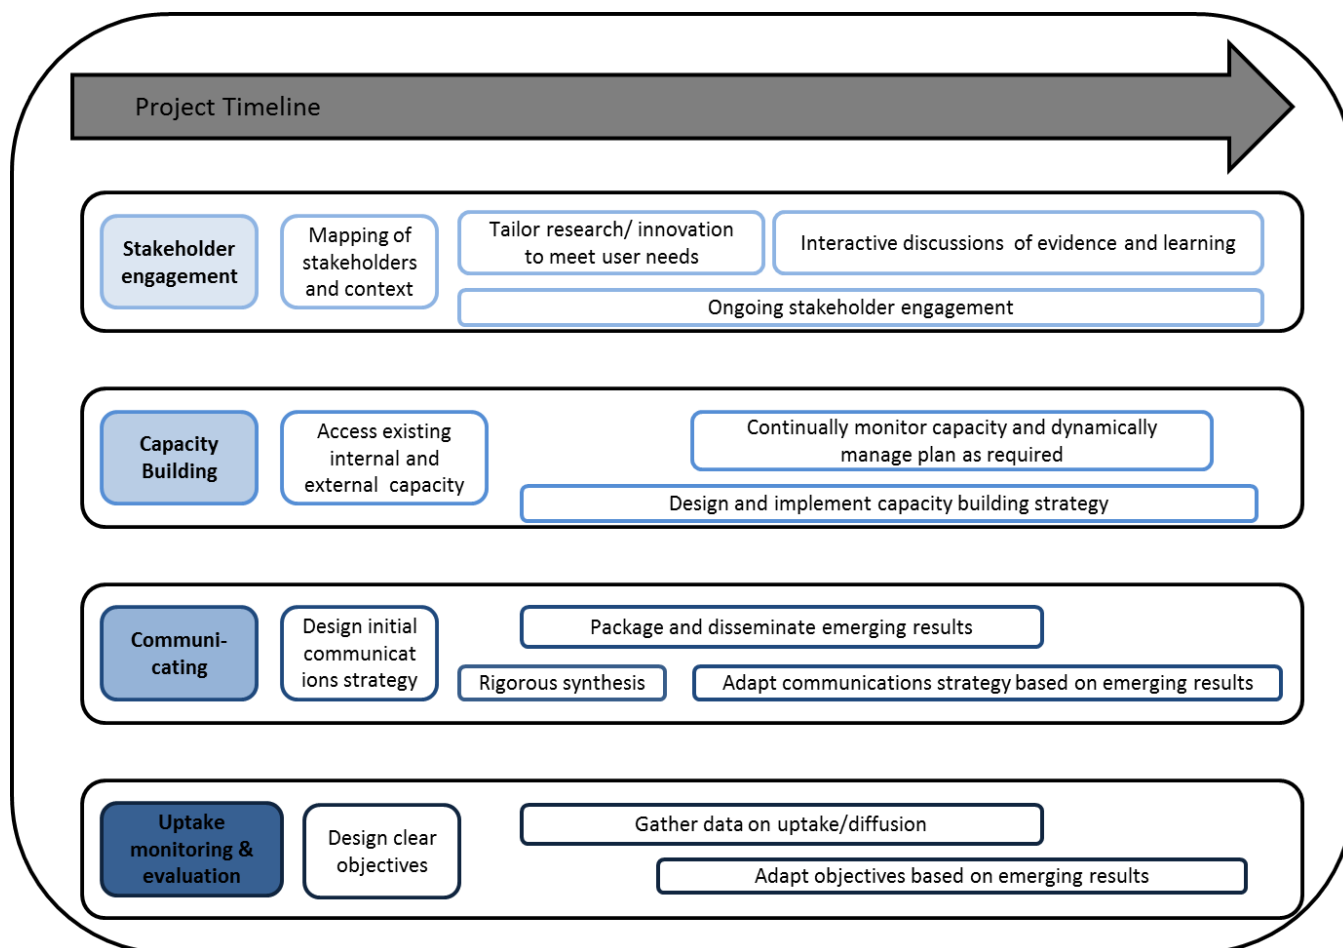 Project Timeline
Stakeholder
engagement
Mapping of
stakeholders
and context
Tailor research/ innovation
to meet user needs
Interactive discussions of evidence and learning
Ongoing stakeholder engagement
Capacity
Building
Access existing
internal and
external capacity
Continually monitor capacity and dynamically
manage plan as required
Design and implement capacity building strategy
Communi-
cating
Design initial
communicat
ions strategy
Package and disseminate emerging results
Rigorous synthesis
Adapt communications strategy based on emerging results
Uptake
monitoring &
evaluation
Design clear
objectives
Gather data on uptake/diffusion
Adapt objectives based on emerging results